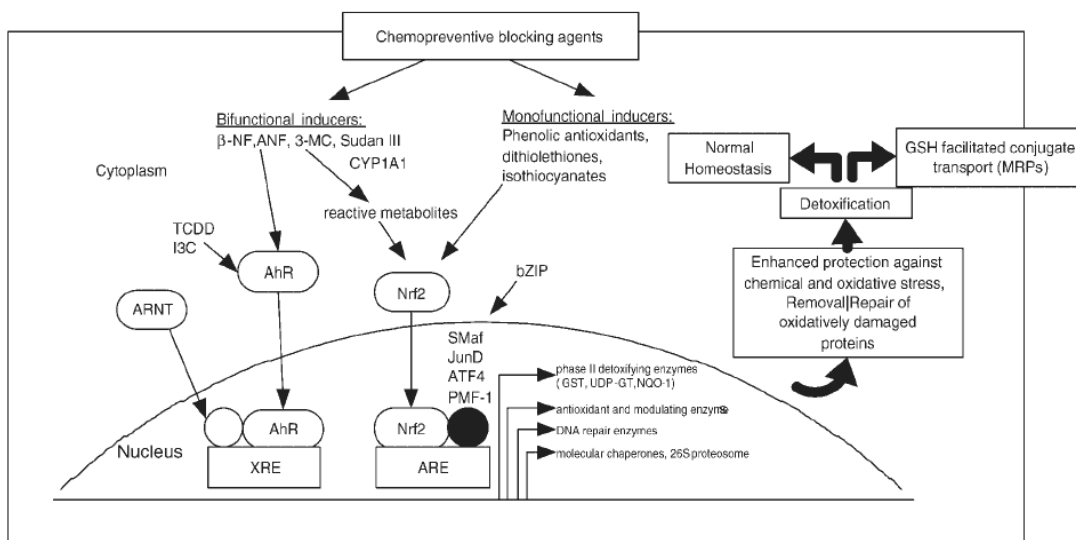 Chemopreventive blocking agents
Bifunctional inducers:
β-NF,ANF, 3-MC, Sudan III
CYP1A1
reactive metabolites
Monofunctional inducers:
Phenolic antioxidants,
dithiolethiones,
isothiocyanates
Normal
Homeostasis
GSH facilitated conjugate
transport (MRPs)
Detoxification
Enhanced protection against
chemical and oxidative stress,
Removal|Repair of
oxidatively damaged
proteins
Cytoplasm
TCDD
I3C
AhR
ARNT
Nrf2
bZIP
SMaf
JunD
ATF4
PMF-1
phase II detoxifying enzymes
( GST, UDP-GT,NQO-1)
antioxidant and modulating enzymes
DNA repair enzymes
molecular chaperones, 26S proteosome
Nucleus
AhR
XRE
Nrf2
ARE